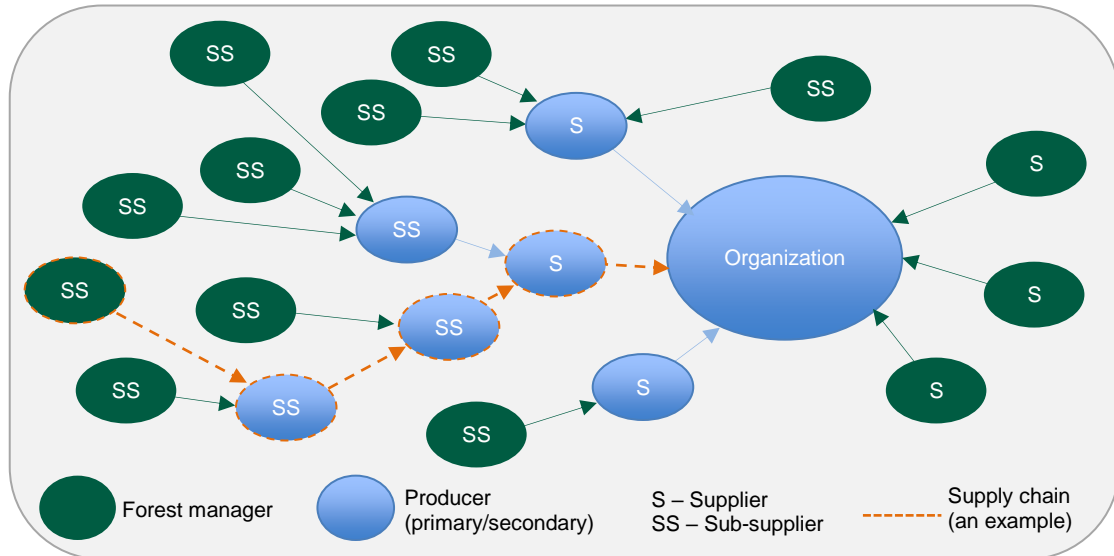 SS
SS
SS
SS
S
SS
S
SS
SS
SS
S
Organization
SS
SS
SS
S
SS
SS
S
S
SS
SS
Forest manager
Producer
(primary/secondary)
S – Supplier
SS – Sub-supplier
Supply chain
(an example)